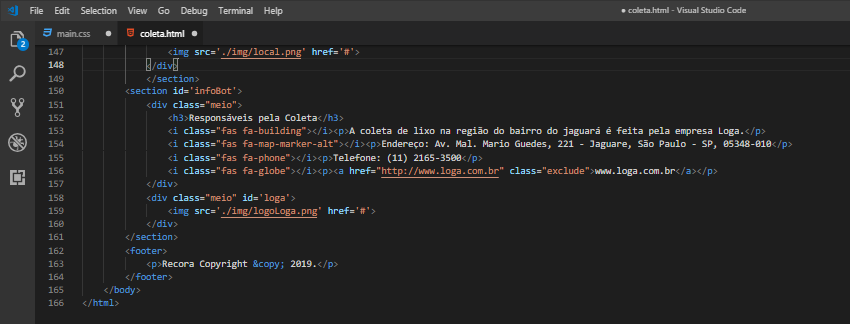 File Edit Selection View Go Debug Terminal Help ● coleta.html - Visual Studio Code
2
main.css ● coleta.html ●
147 <img src='./img/local.png' href='#'>
148 </div>
149 </section>
150 <section id='infoBot'>
151 <div class="meio">
152 <h3>Responsáveis pela Coleta</h3>
153 <i class="fas fa-building"></i><p>A coleta de lixo na região do bairro do jaguará é feita pela empresa Loga.</p>
154 <i class="fas fa-map-marker-alt"></i><p>Endereço: Av. Mal. Mario Guedes, 221 - Jaguare, São Paulo - SP, 05348-010</p>
155 <i class="fas fa-phone"></i><p>Telefone: (11) 2165-3500</p>
156 <i class="fas fa-globe"></i><p><a href="http://www.loga.com.br" class="exclude">www.loga.com.br</a></p>
157 </div>
158 <div class="meio" id='loga'>
159 <img src='./img/logoLoga.png' href='#'>
160 </div>
161 </section>
162 <footer>
163 <p>Recora Copyright &copy; 2019.</p>
164 </footer>
165 </body>
166 </html>